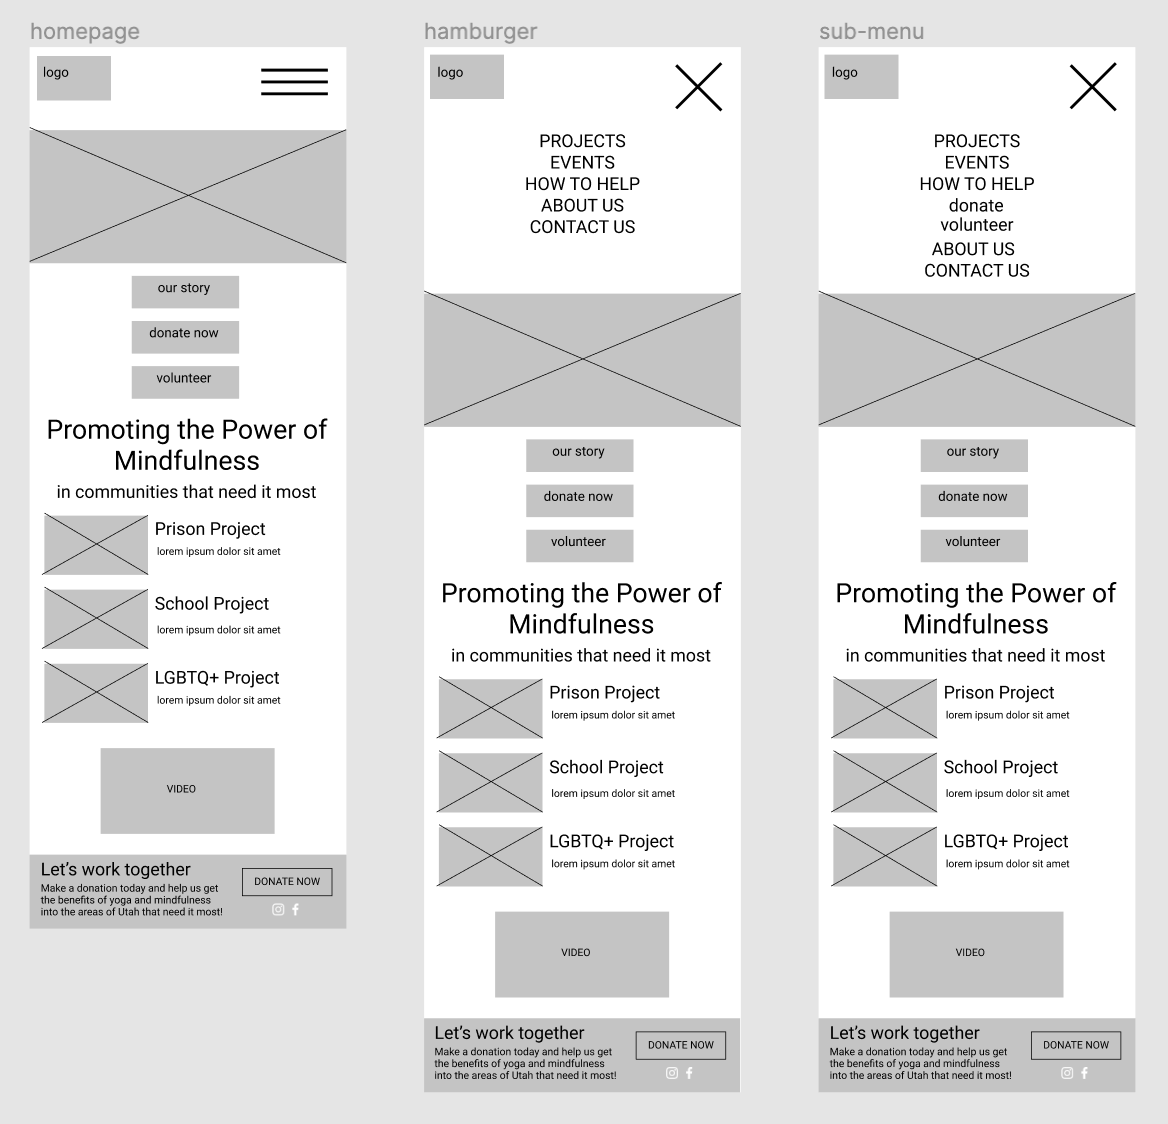 homepage
logo
our story
donate now
volunteer
Promoting the Power of
Mindfulness
in communities that need it most
Prison Project
lorem ipsum dolor sit amet
School Project
lorem ipsum dolor sit amet
LGBTQ+ Project
lorem ipsum dolor sit amet
VIDEO
Let's work together
Make a donation today and help us get
the benefits of yoga and mindfulness
into the areas of Utah that need it most!
DONATE NOW
hamburger
logo
PROJECTS
EVENTS
HOW TO HELP
ABOUT US
CONTACT US
our story
donate now
volunteer
Promoting the Power of
Mindfulness
in communities that need it most
Prison Project
lorem ipsum dolor sit amet
School Project
lorem ipsum dolor sit amet
LGBTQ+ Project
lorem ipsum dolor sit amet
VIDEO
Let's work together
Make a donation today and help us get
the benefits of yoga and mindfulness
into the areas of Utah that need it most!
DONATE NOW
sub-menu
logo
PROJECTS
EVENTS
HOW TO HELP
donate
volunteer
ABOUT US
CONTACT US
our story
donate now
volunteer
Promoting the Power of
Mindfulness
in communities that need it most
Prison Project
lorem ipsum dolor sit amet
School Project
lorem ipsum dolor sit amet
LGBTQ+ Project
lorem ipsum dolor sit amet
VIDEO
Let's work together
Make a donation today and help us get
the benefits of yoga and mindfulness
into the areas of Utah that need it most!
DONATE NOW